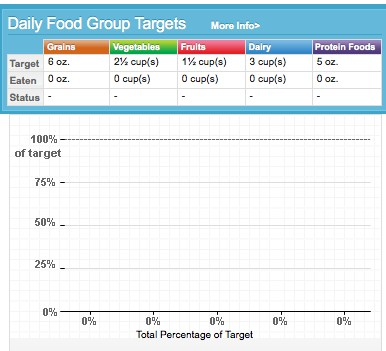 Daily Food Group Targets More Info>
Grains Vegetables Fruits Dairy Protein Foods
Target 6 oz. 2½ cup(s) 1½ cup(s) 3 cup(s) 5 oz.
Eaten 0 oz. 0 cup(s) 0 cup(s) 0 cup(s) 0 oz.
Status - - - - -
100%
of target
75%
50%
25%
0%
0% 0% 0% 0% 0%
Total Percentage of Target